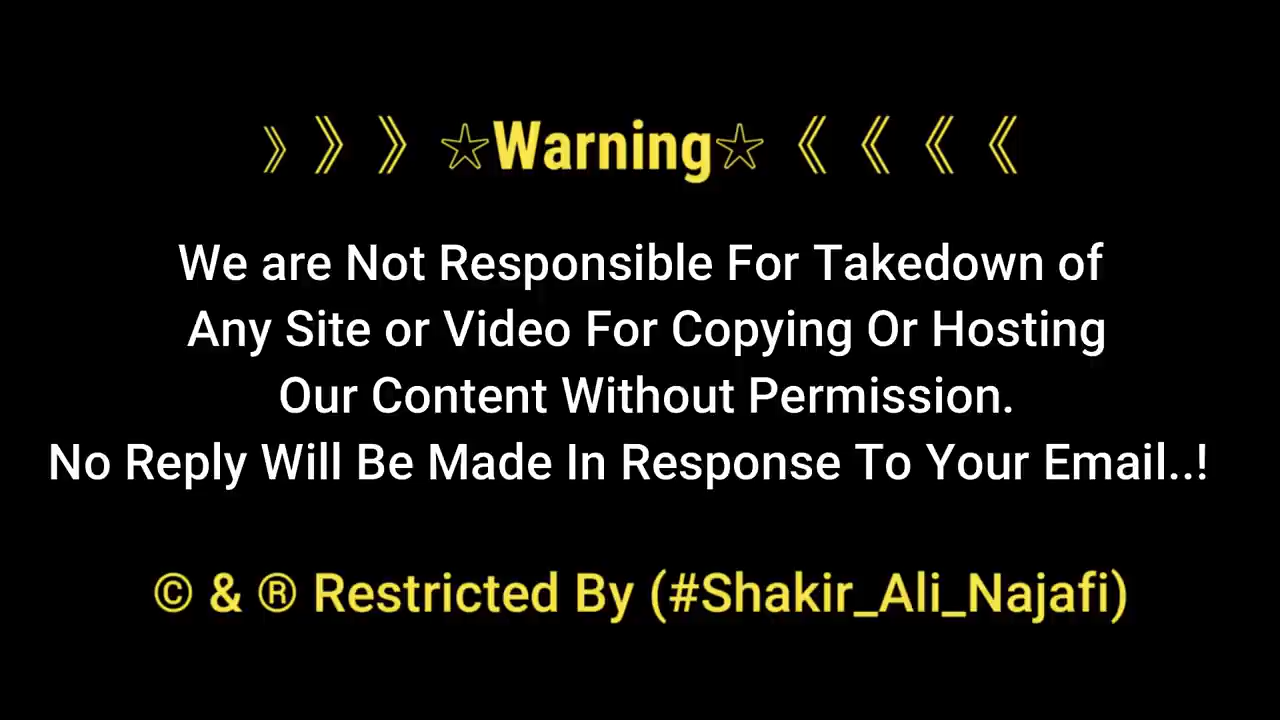 》》》☆Warning☆《《《《
We are Not Responsible For Takedown of
Any Site or Video For Copying Or Hosting
Our Content Without Permission.
No Reply Will Be Made In Response To Your Email..!
© & ® Restricted By (#Shakir_Ali_Najafi)